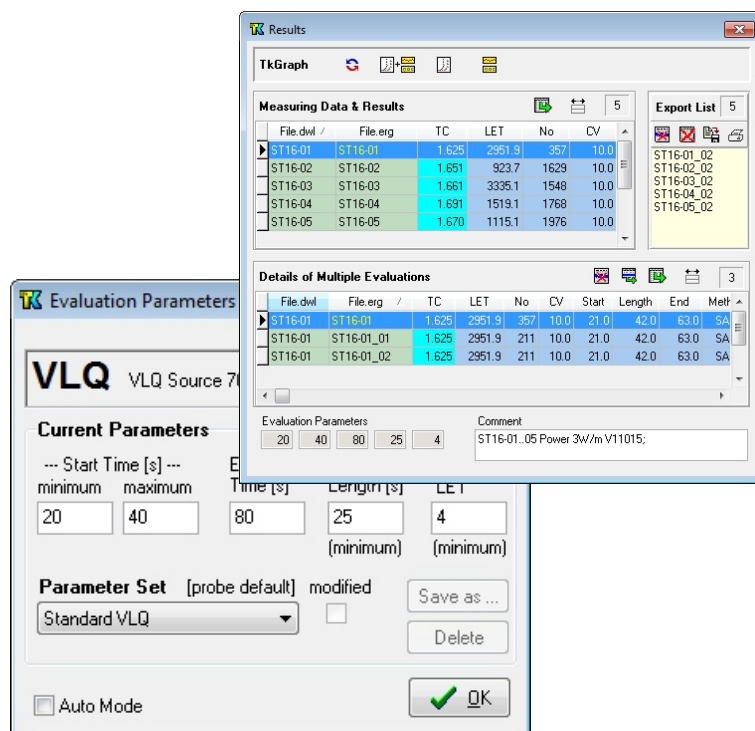 Results
TkGraph
Measuring Data & Results 5
File.dwl / File.erg TC LET No CV
ST16-01 ST16-01 1.625 2951.9 357 10.0
ST16-02 ST16-02 1.651 923.7 1629 10.0
ST16-03 ST16-03 1.661 3335.1 1548 10.0
ST16-04 ST16-04 1.691 1519.1 1768 10.0
ST16-05 ST16-05 1.670 1115.1 1976 10.0
Export List 5
ST16-01_02
ST16-02_02
ST16-03_02
ST16-04_02
ST16-05_02
Details of Multiple Evaluations 3
File.dwl File.erg / TC LET No CV Start Length End Meth
ST16-01 ST16-01 1.625 2951.9 357 10.0 21.0 42.0 63.0 SA
ST16-01 ST16-01_01 1.625 2951.9 211 10.0 21.0 42.0 63.0 SA
ST16-01 ST16-01_02 1.625 2951.9 211 10.0 21.0 42.0 63.0 SA
Evaluation Parameters
20 40 80 25 4
Comment
ST16-01..05 Power 3W/m V11015;
TK Evaluation Parameters
VLQ VLQ Source 70
Current Parameters
--- Start Time [s] ---
minimum maximum Time [s] Length [s] LET
20 40 80 25 4
(minimum) (minimum)
Parameter Set [probe default] modified
Standard VLQ
Save as ...
Delete
Auto Mode
OK